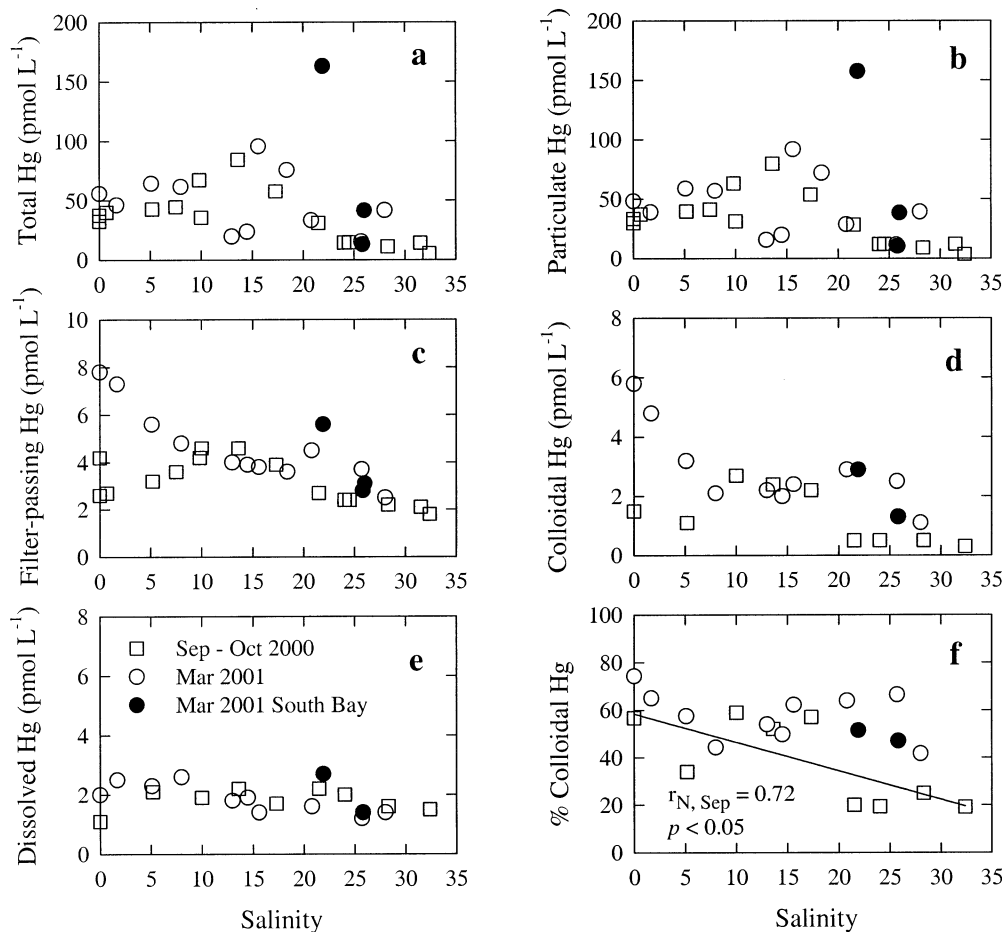 Total Hg (pmol L-1)
200
150
100
50
0
a
0 5 10 15 20 25 30 35
Particulate Hg (pmol L-1)
200
150
100
50
0
b
0 5 10 15 20 25 30 35
Filter-passing Hg (pmol L-1)
10
8
6
4
2
0
c
0 5 10 15 20 25 30 35
Colloidal Hg (pmol L-1)
8
6
4
2
0
d
0 5 10 15 20 25 30 35
Dissolved Hg (pmol L-1)
8
6
4
2
0
Sep - Oct 2000
Mar 2001
Mar 2001 South Bay
e
0 5 10 15 20 25 30 35
Salinity
% Colloidal Hg
100
80
60
40
20
0
f
rN, Sep = 0.72
p < 0.05
0 5 10 15 20 25 30 35
Salinity